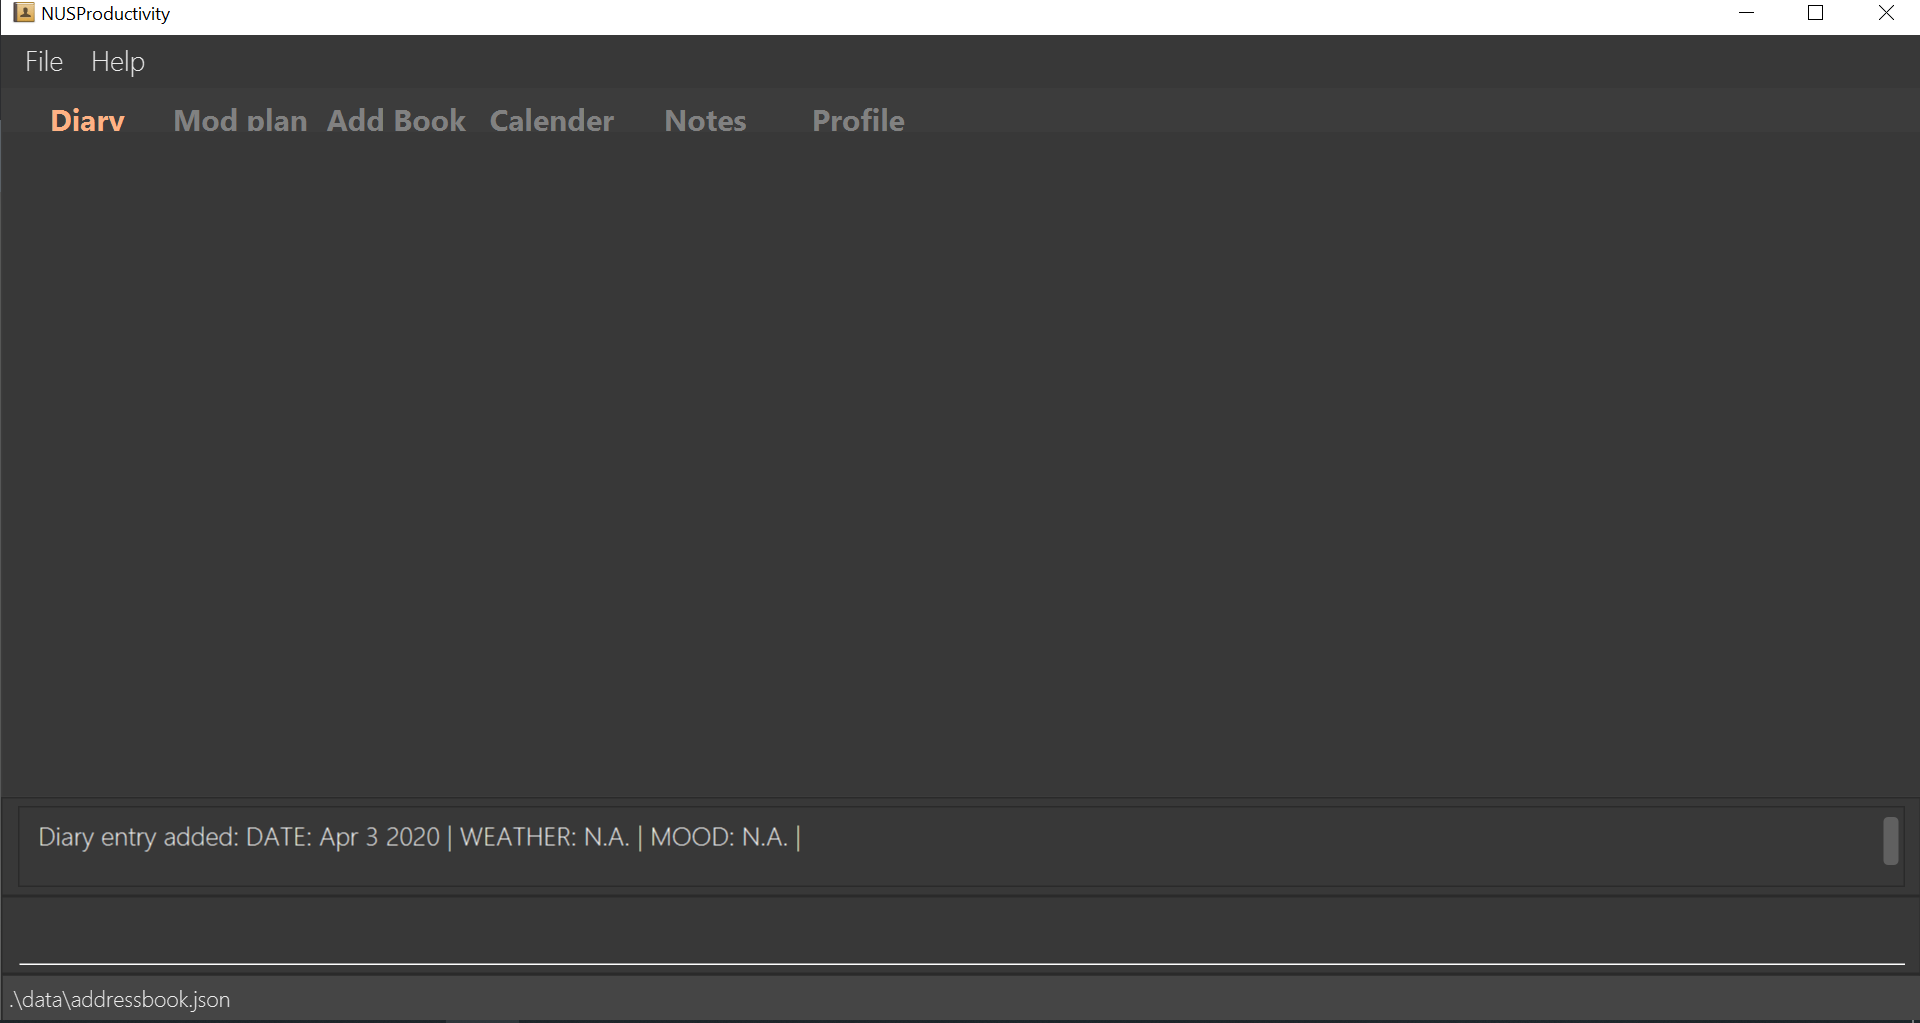 NUSProductivity
File Help
Diary Mod plan Add Book Calender Notes Profile
Diary entry added: DATE: Apr 3 2020 | WEATHER: N.A. | MOOD: N.A. |
.\data\addressbook.json